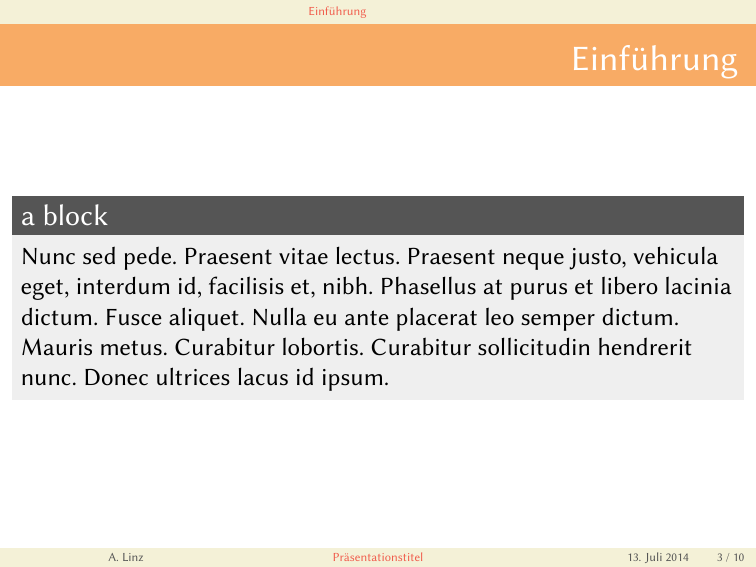 Einführung
Einführung
a block
Nunc sed pede. Praesent vitae lectus. Praesent neque justo, vehicula
eget, interdum id, facilisis et, nibh. Phasellus at purus et libero lacinia
dictum. Fusce aliquet. Nulla eu ante placerat leo semper dictum.
Mauris metus. Curabitur lobortis. Curabitur sollicitudin hendrerit
nunc. Donec ultrices lacus id ipsum.
A. Linz Präsentationstitel 13. Juli 2014 3 / 10